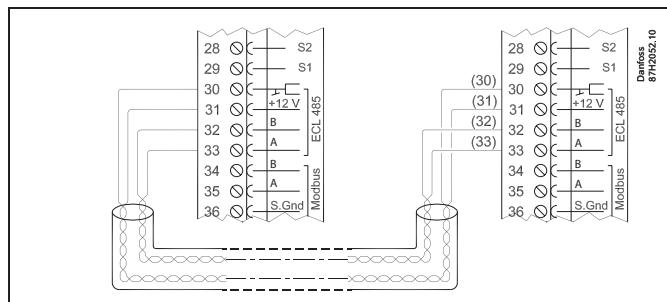 28 S2
29 S1
30
31 +12 V
32 B
33 A
34 B
35 A
36 S.Gnd
ECL 485
Modbus
(30)
(31)
(32)
(33)
28 S2
29 S1
30
31 +12 V
32 B
33 A
34 B
35 A
36 S.Gnd
ECL 485
Modbus
Danfoss
87H2052.10